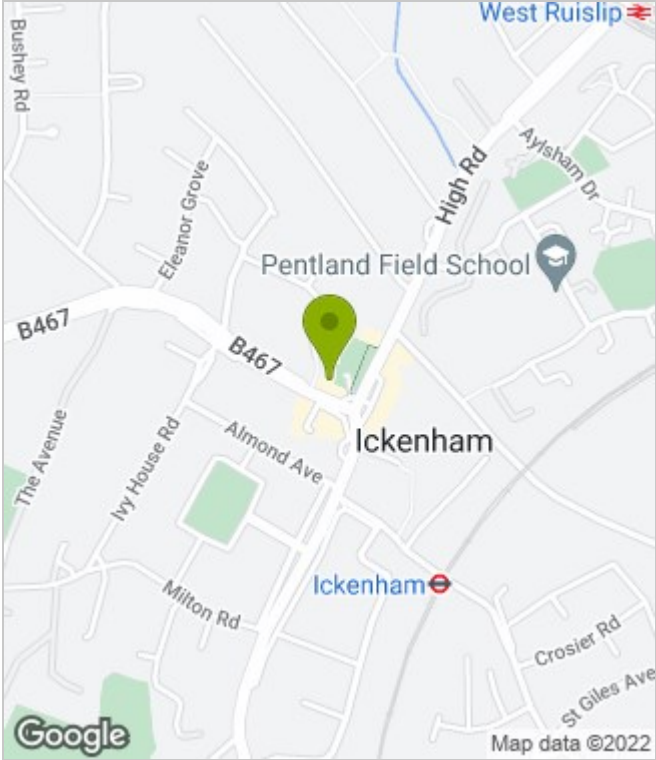 West Ruislip
Bushey Rd
High Rd
Aylsham Dr
Eleanor Grove
Pentland Field School
B467
B467
Ickenham
The Avenue
Ivy House Rd
Almond Ave
Ickenham
Milton Rd
Crosier Rd
St Giles Ave
Google
Map data ©2022